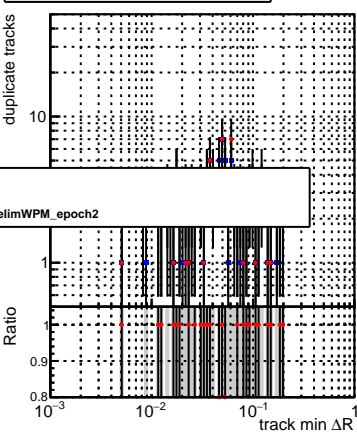 duplicate tracks
10
elimWPM_epoch2
1
Ratio
1
0.9
0.8
10⁻³ 10⁻² 10⁻¹ 1
track min ΔR